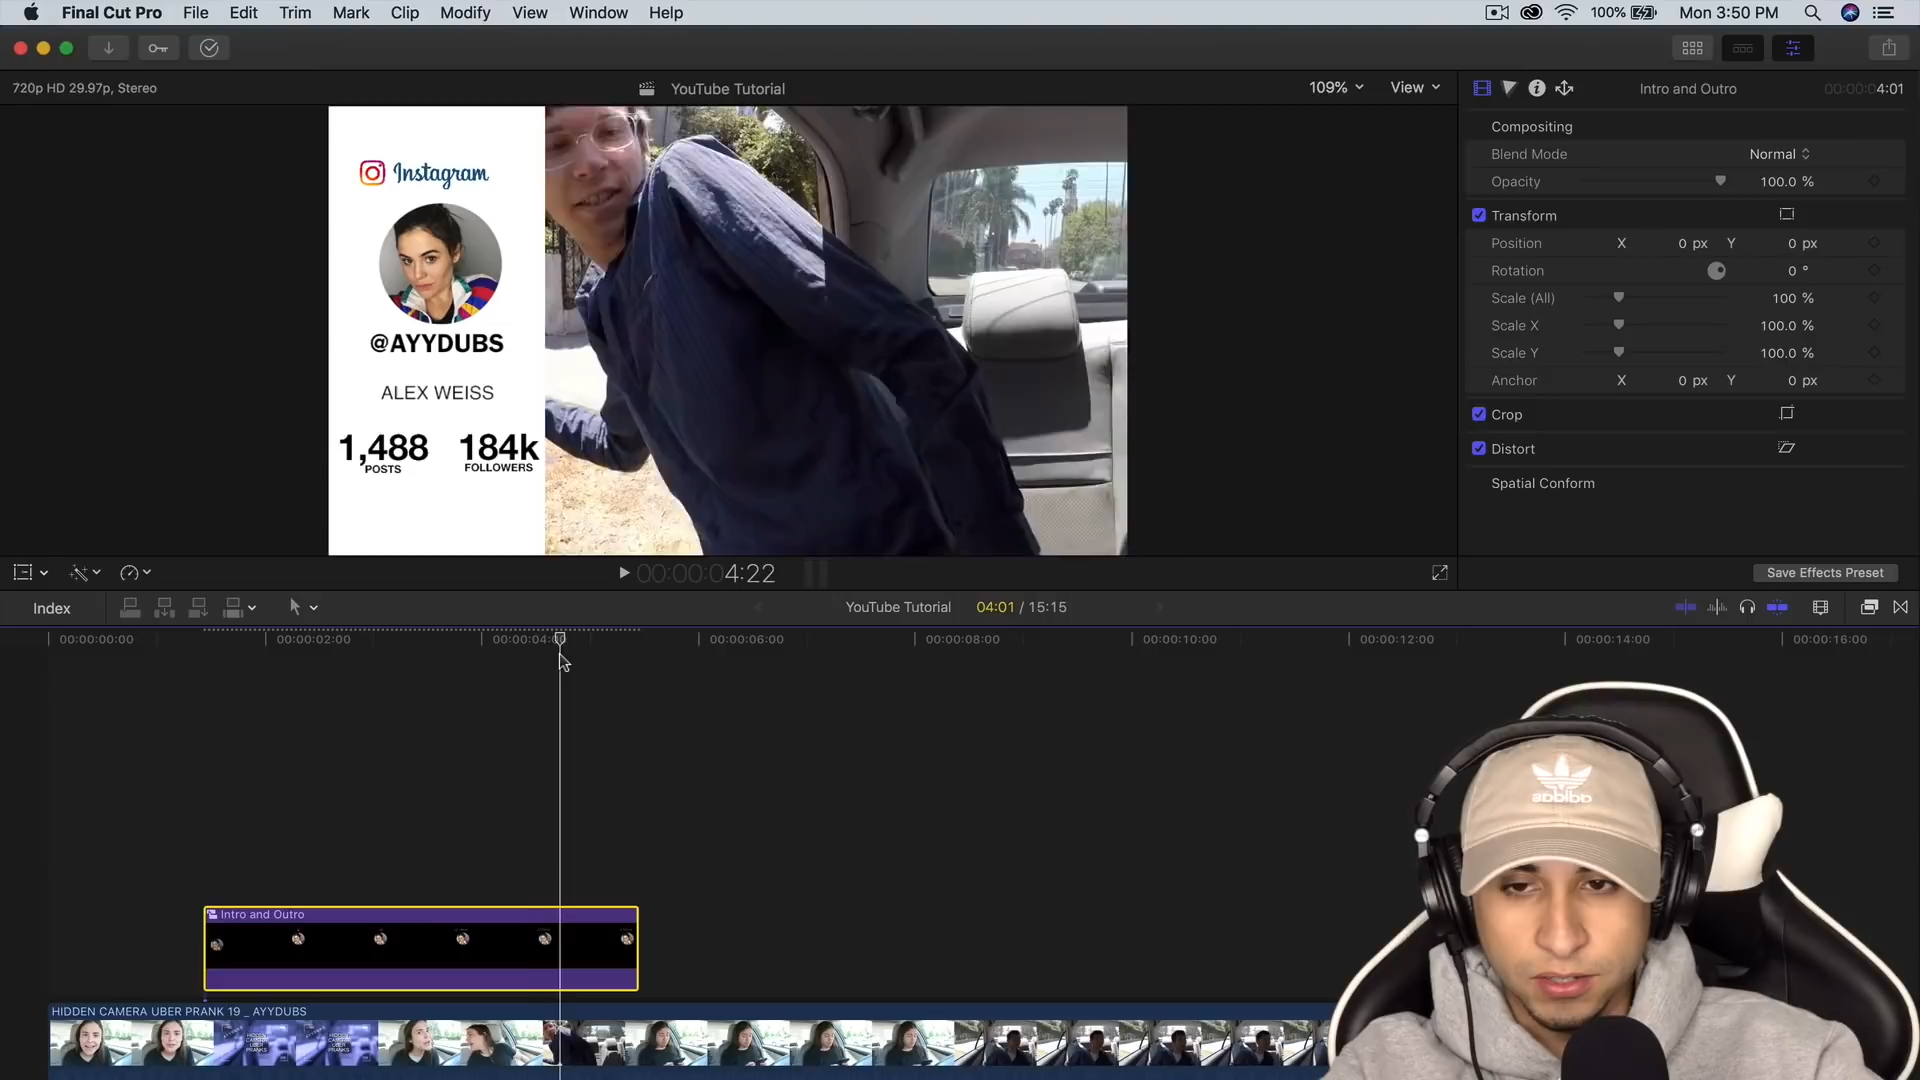 Final Cut Pro File Edit Trim Mark Clip Modify View Window Help 100% Mon 3:50 PM
720p HD 29.97p, Stereo YouTube Tutorial 109% View Intro and Outro 00:00:04:01
Instagram
@AYYDUBS
ALEX WEISS
1,488 184k
POSTS FOLLOWERS
Compositing
Blend Mode Normal
Opacity 100.0 %
Transform
Position X 0 px Y 0 px
Rotation 0 °
Scale (All) 100 %
Scale X 100.0 %
Scale Y 100.0 %
Anchor X 0 px Y 0 px
Crop
Distort
Spatial Conform
00:00:04:22 Save Effects Preset
Index YouTube Tutorial 04:01 / 15:15
00:00:00:00 00:00:02:00 00:00:04:00 00:00:06:00 00:00:08:00 00:00:10:00 00:00:12:00 00:00:14:00 00:00:16:00
Intro and Outro
HIDDEN CAMERA UBER PRANK 19 _ AYYDUBS
adidas